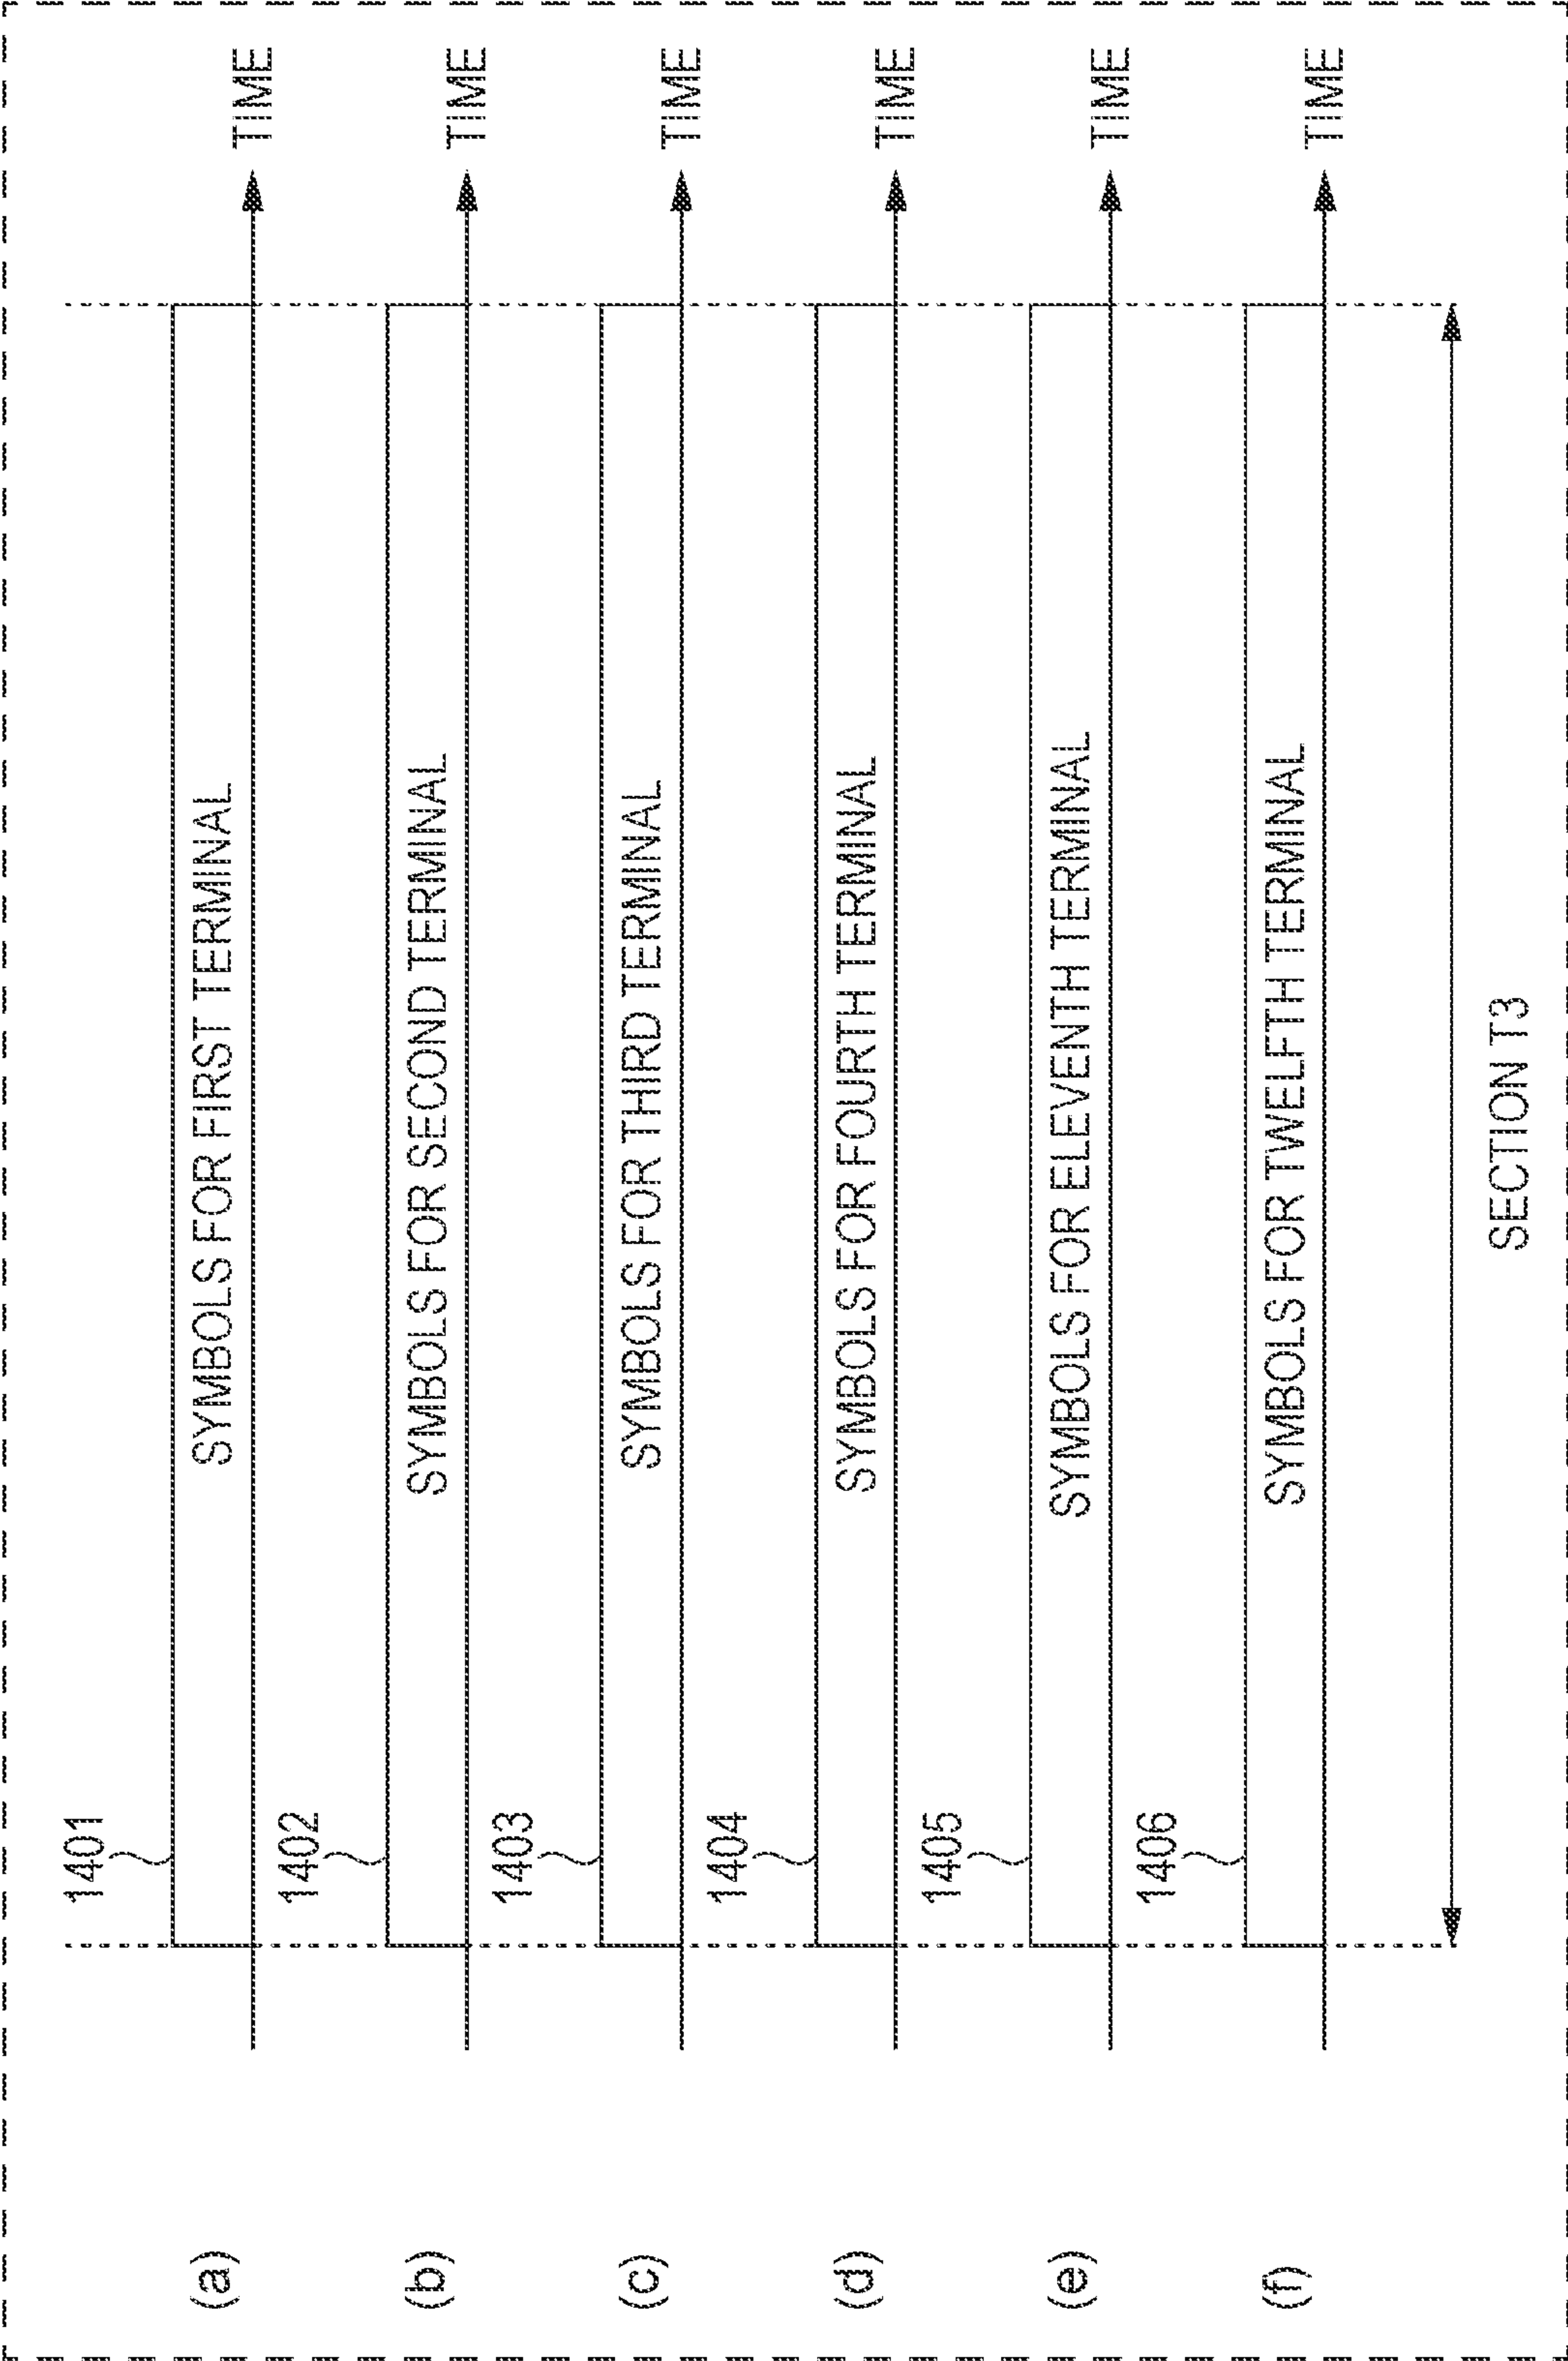 1401
(a)
SYMBOLS FOR FIRST TERMINAL
TIME
1402
(b)
SYMBOLS FOR SECOND TERMINAL
TIME
1403
(c)
SYMBOLS FOR THIRD TERMINAL
TIME
1404
(d)
SYMBOLS FOR FOURTH TERMINAL
TIME
1405
(e)
SYMBOLS FOR ELEVENTH TERMINAL
TIME
1406
(f)
SYMBOLS FOR TWELFTH TERMINAL
TIME
SECTION T3